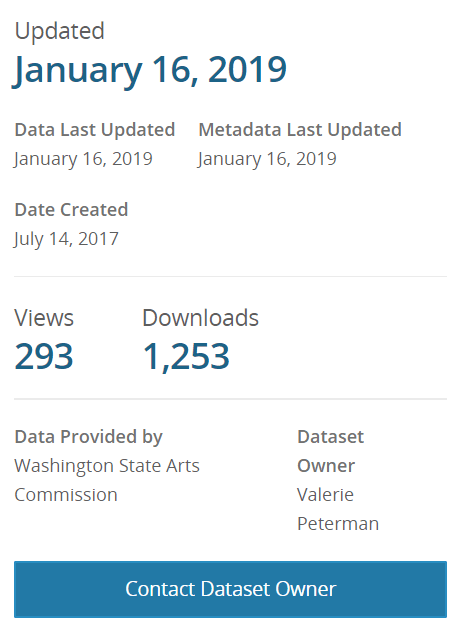 Updated
January 16, 2019
Data Last Updated Metadata Last Updated
January 16, 2019 January 16, 2019
Date Created
July 14, 2017
Views Downloads
293 1,253
Data Provided by
Washington State Arts
Commission
Dataset
Owner
Valerie
Peterman
Contact Dataset Owner